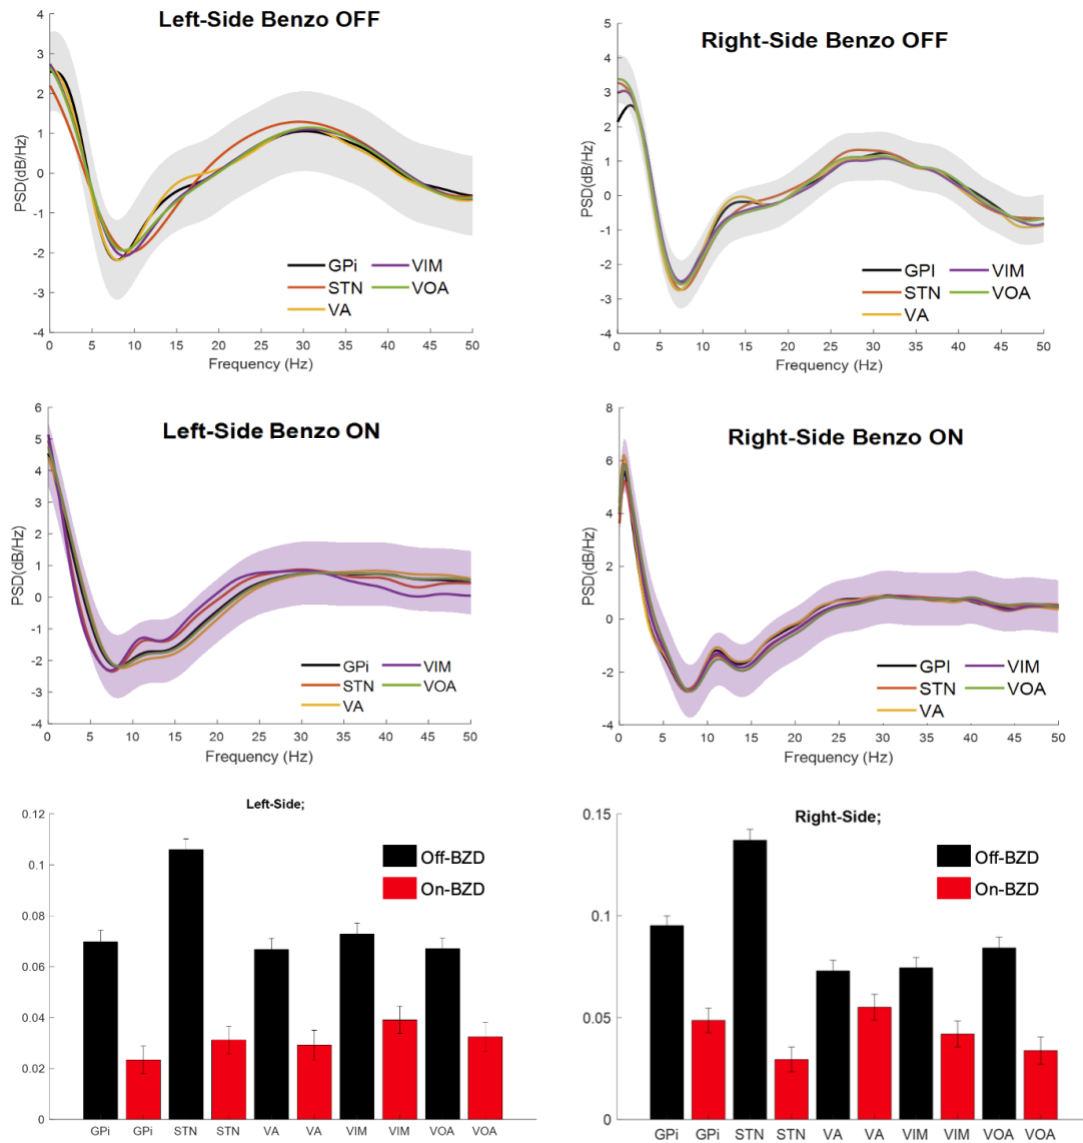 Left-Side Benzo OFF
4
3
2
1
0
-1
-2
-3
-4
PSD(dB/Hz)
GPi
VIM
STN
VOA
VA
0
5
10
15
20
25
30
35
40
45
50
Frequency (Hz)
Right-Side Benzo OFF
5
4
3
2
1
0
-1
-2
-3
-4
PSD(dB/Hz)
GPI
VIM
STN
VOA
VA
0
5
10
15
20
25
30
35
40
45
50
Frequency (Hz)
Left-Side Benzo ON
6
5
4
3
2
1
0
-1
-2
-3
-4
PSD(dB/Hz)
GPi
VIM
STN
VOA
VA
0
5
10
15
20
25
30
35
40
45
50
Frequency (Hz)
Right-Side Benzo ON
8
6
4
2
0
-2
-4
PSD(dB/Hz)
GPI
VIM
STN
VOA
VA
0
5
10
15
20
25
30
35
40
45
50
Frequency (Hz)
Left-Side;
0.12
0.1
0.08
0.06
0.04
0.02
0
Off-BZD
On-BZD
GPi GPi STN STN VA VA VIM VIM VOA VOA
Right-Side;
0.15
0.1
0.05
0
Off-BZD
On-BZD
GPi GPi STN STN VA VA VIM VIM VOA VOA